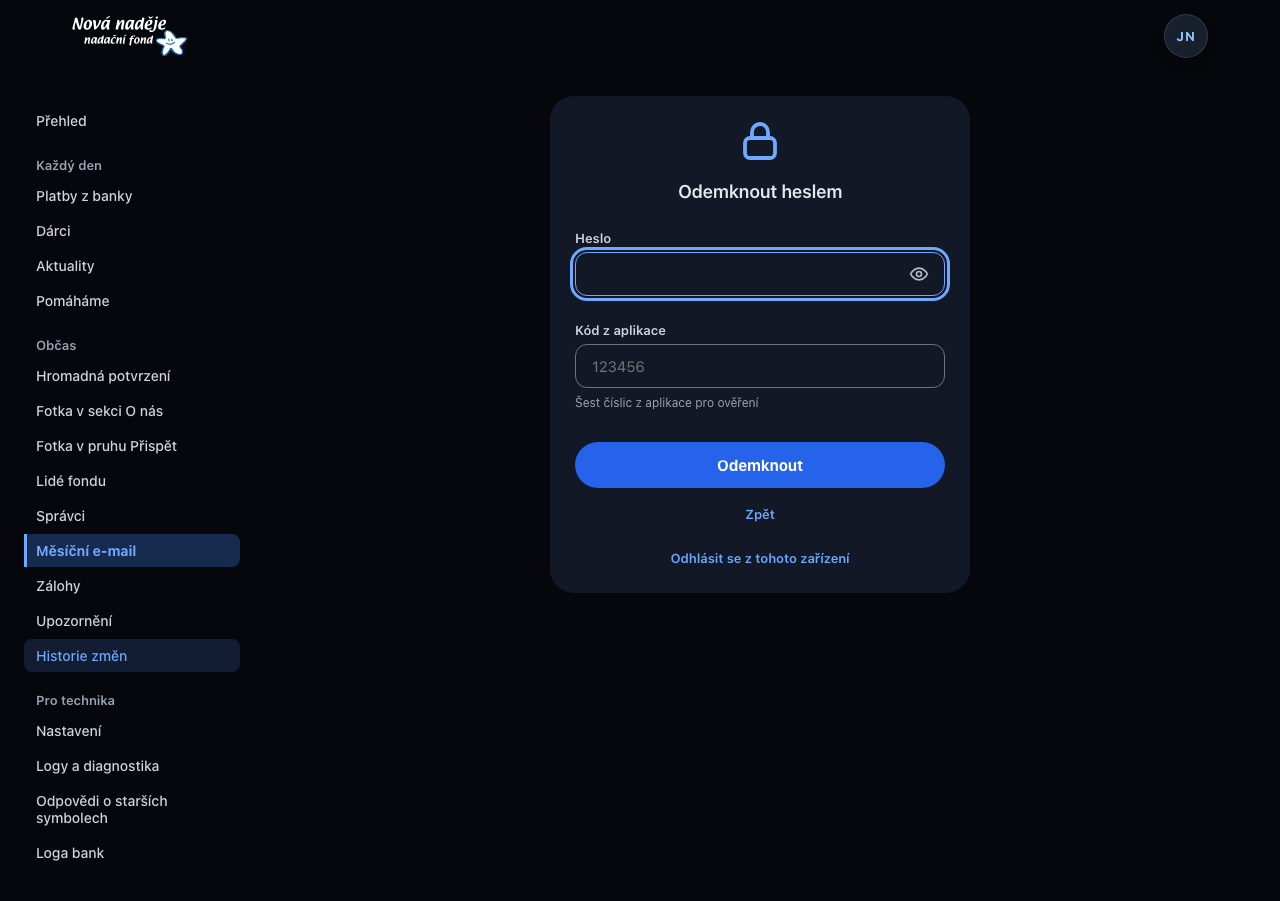 Nová naděje
nadační fond
JN
Přehled
Každý den
Platby z banky
Dárci
Aktuality
Pomáháme
Občas
Hromadná potvrzení
Fotka v sekci O nás
Fotka v pruhu Přispět
Lidé fondu
Správci
Měsíční e-mail
Zálohy
Upozornění
Historie změn
Pro technika
Nastavení
Logy a diagnostika
Odpovědi o starších
symbolech
Loga bank
Odemknout heslem
Heslo
Kód z aplikace
123456
Šest číslic z aplikace pro ověření
Odemknout
Zpět
Odhlásit se z tohoto zařízení